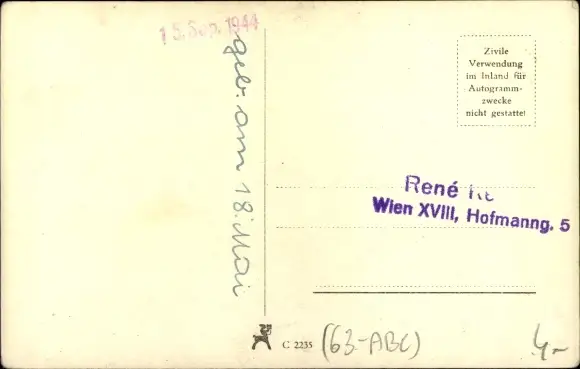 15. Sep. 1944
geb. am 18. Mai
Zivile
Verwendung
im Inland für
Autogramm-
zwecke
nicht gestattet
René
Wien XVIII, Hofmanng. 5
C 2235
(63-ABC)
4,-